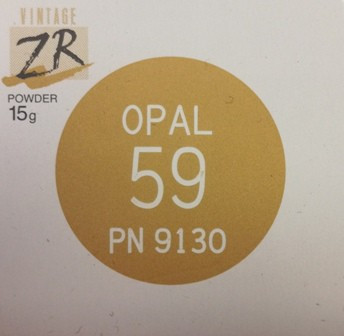 VINTAGE
ZR
POWDER
15g
OPAL
59
PN 9130